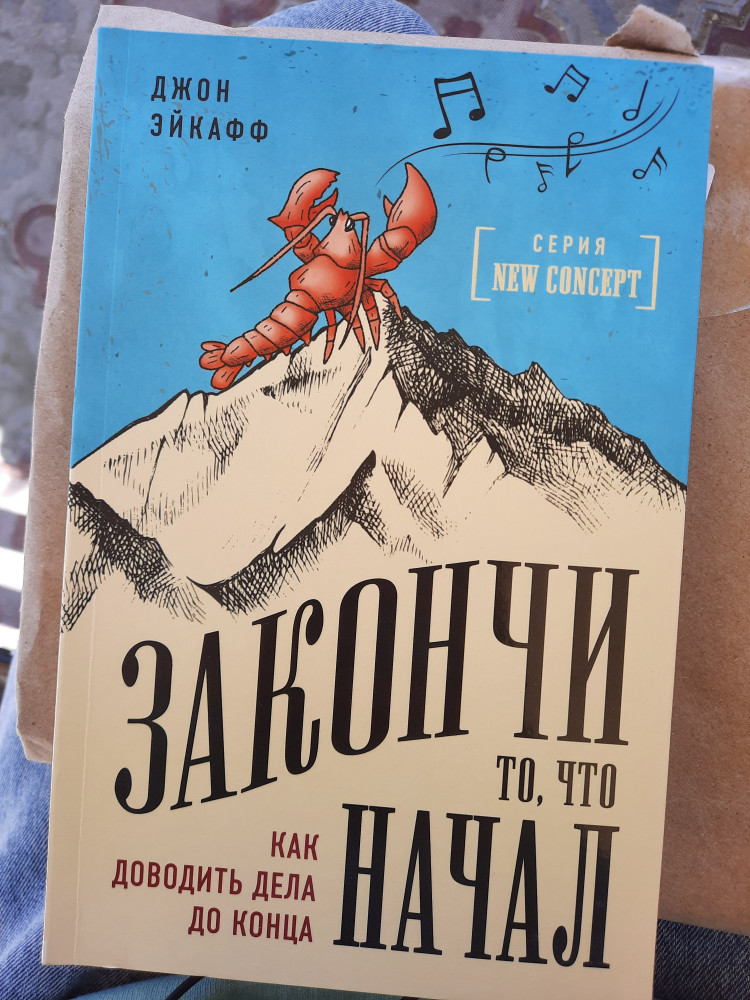 ДЖОН
ЭЙКАФФ
СЕРИЯ
NEW CONCEPT
ЗАКОНЧИ
ТО, ЧТО
НАЧАЛ
КАК
ДОВОДИТЬ ДЕЛА
ДО КОНЦА